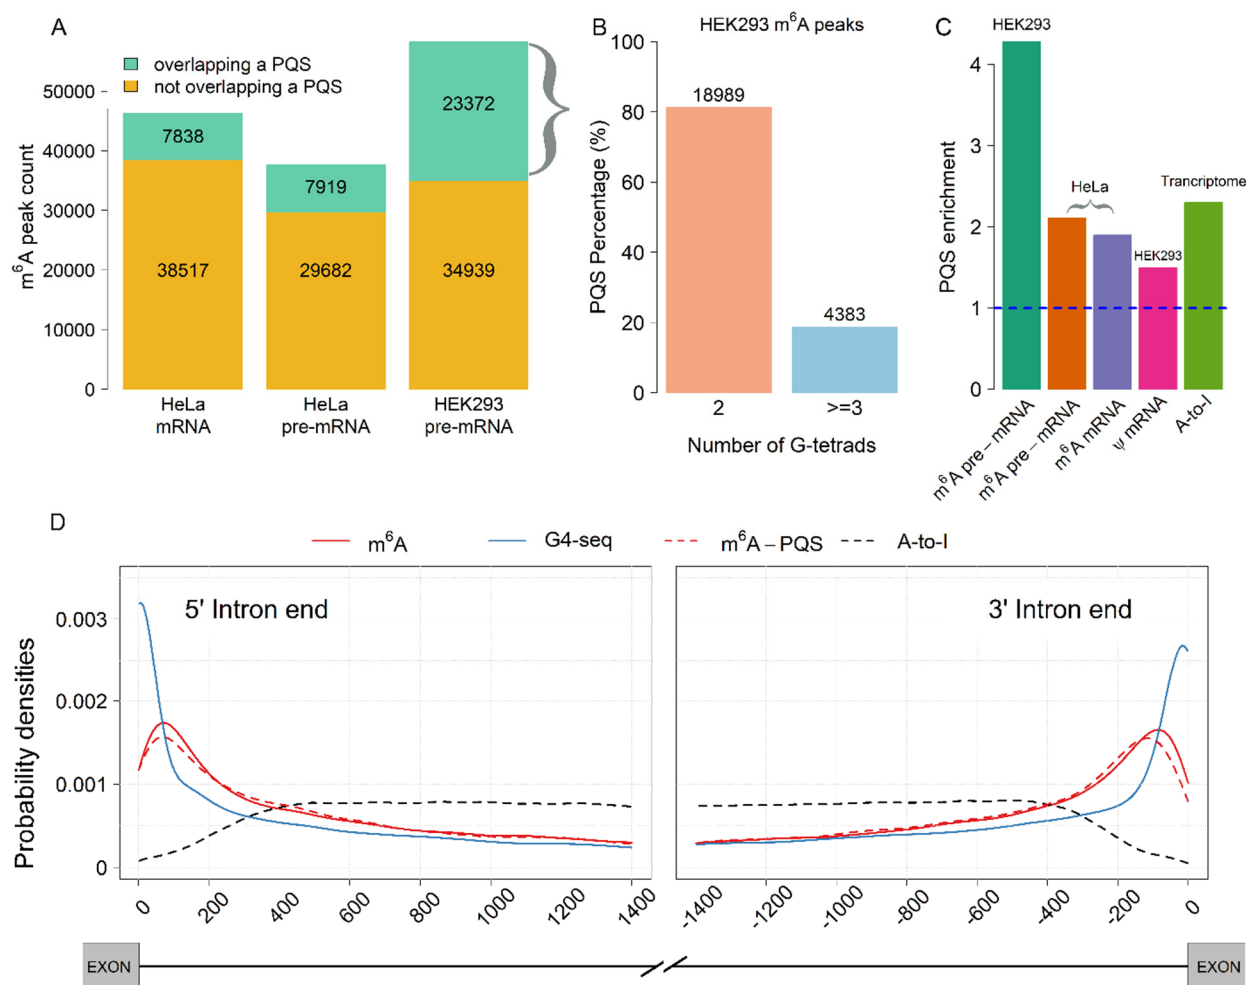 A
overlapping a PQS
not overlapping a PQS
m⁶A peak count
50000
40000
30000
20000
10000
0
7838
38517
7919
29682
23372
34939
HeLa
mRNA
HeLa
pre-mRNA
HEK293
pre-mRNA
B
HEK293 m⁶A peaks
PQS Percentage (%)
100
80
60
40
20
0
18989
4383
2
>=3
Number of G-tetrads
C
HEK293
HeLa
HEK293
Trancriptome
PQS enrichment
4
3
2
1
0
m⁶A pre – mRNA
m⁶A pre – mRNA
m⁶A mRNA
ψ mRNA
A-to-I
D
m⁶A
G4-seq
m⁶A – PQS
A-to-I
Probability densities
0.003
0.002
0.001
0
5' Intron end
3' Intron end
0
200
400
600
800
1000
1200
1400
-1400
-1200
-1000
-800
-600
-400
-200
0
EXON
EXON